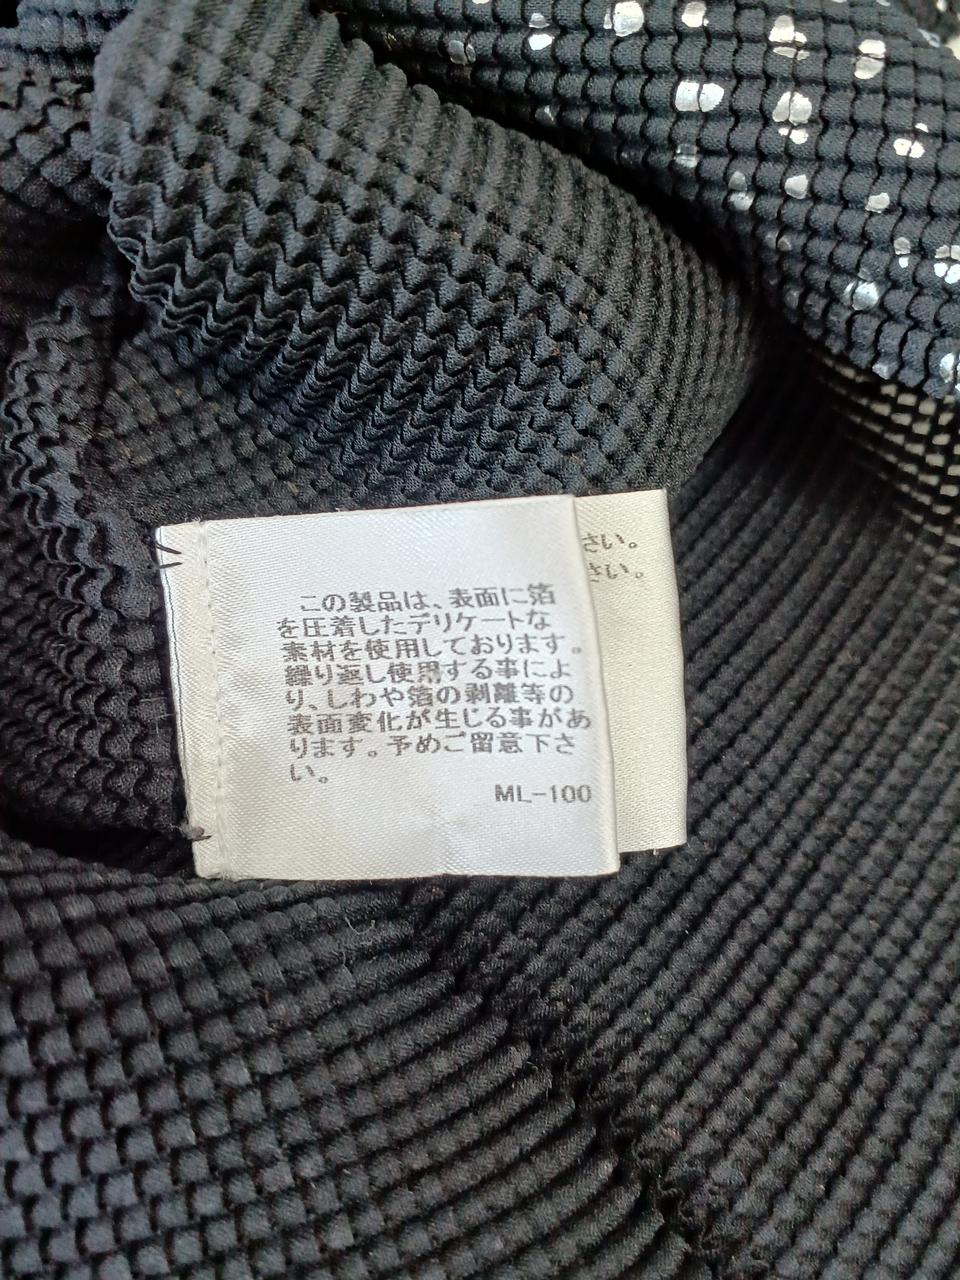 さい。
さい。
この製品は、表面に箔
を圧着したデリケートな
素材を使用しております。
繰り返し使用する事によ
り、しわや箔の剥離等の
表面変化が生じる事があ
ります。予めご留意下さ
い。
ML-100